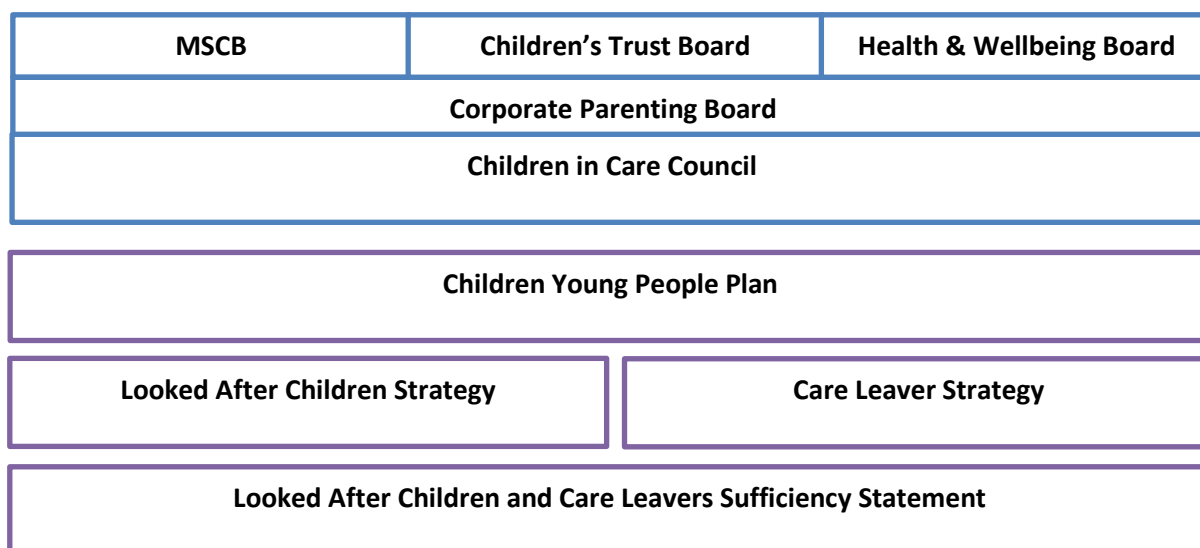 MSCB
Children’s Trust Board
Health & Wellbeing Board
Corporate Parenting Board
Children in Care Council
Children Young People Plan
Looked After Children Strategy
Care Leaver Strategy
Looked After Children and Care Leavers Sufficiency Statement